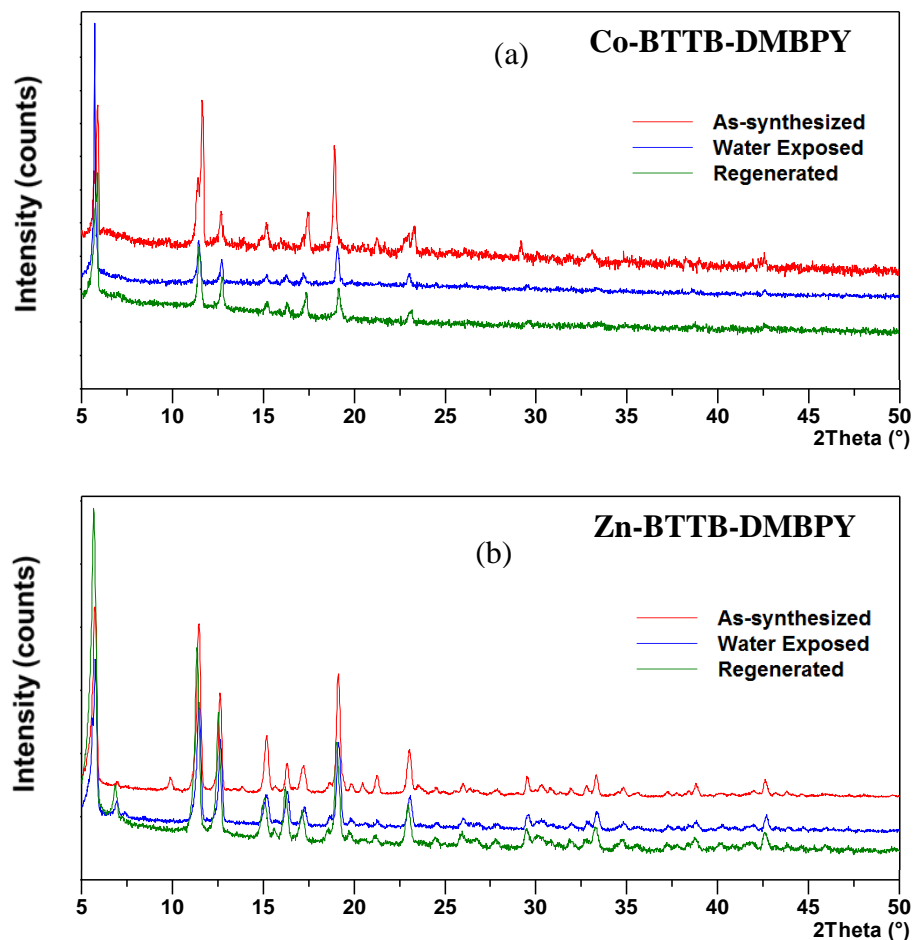 Co-BTTB-DMBPY
(a)
As-synthesized
Water Exposed
Regenerated
Intensity (counts)
5 10 15 20 25 30 35 40 45 50
2Theta (°)
Zn-BTTB-DMBPY
(b)
As-synthesized
Water Exposed
Regenerated
Intensity (counts)
5 10 15 20 25 30 35 40 45 50
2Theta (°)